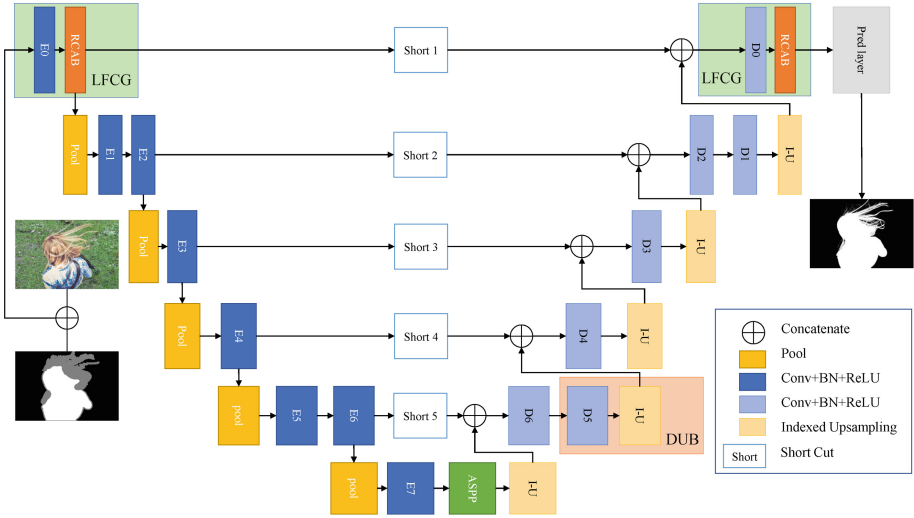 E0
RCAB
LFCG
Short 1
D0
RCAB
LFCG
Pred layer
Pool
E1
E2
Short 2
D2
D1
I-U
Pool
E3
Short 3
D3
I-U
Pool
E4
Short 4
D4
I-U
pool
E5
E6
Short 5
D6
D5
I-U
DUB
pool
E7
ASPP
I-U
Concatenate
Pool
Conv+BN+ReLU
Conv+BN+ReLU
Indexed Upsampling
Short
Short Cut